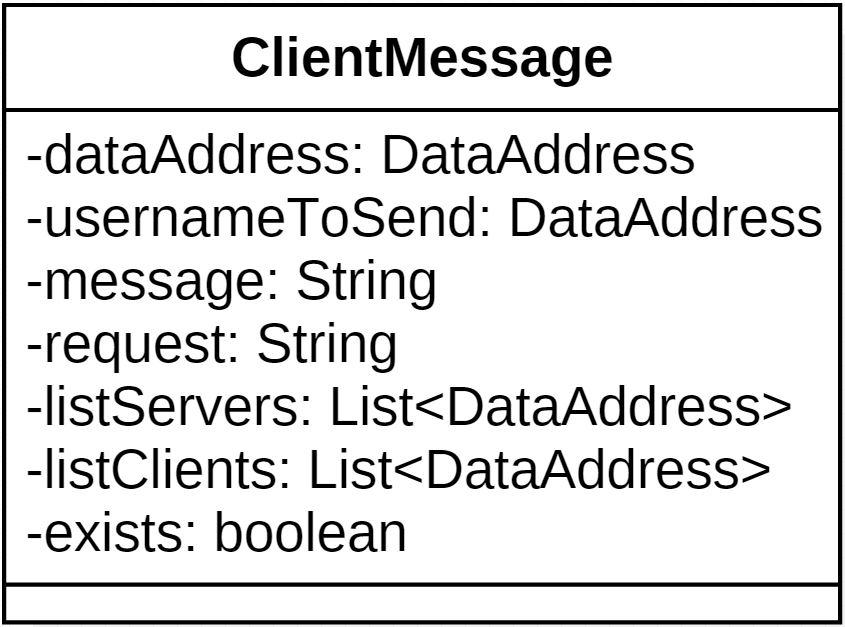 ClientMessage
-dataAddress: DataAddress
-usernameToSend: DataAddress
-message: String
-request: String
-listServers: List<DataAddress>
-listClients: List<DataAddress>
-exists: boolean